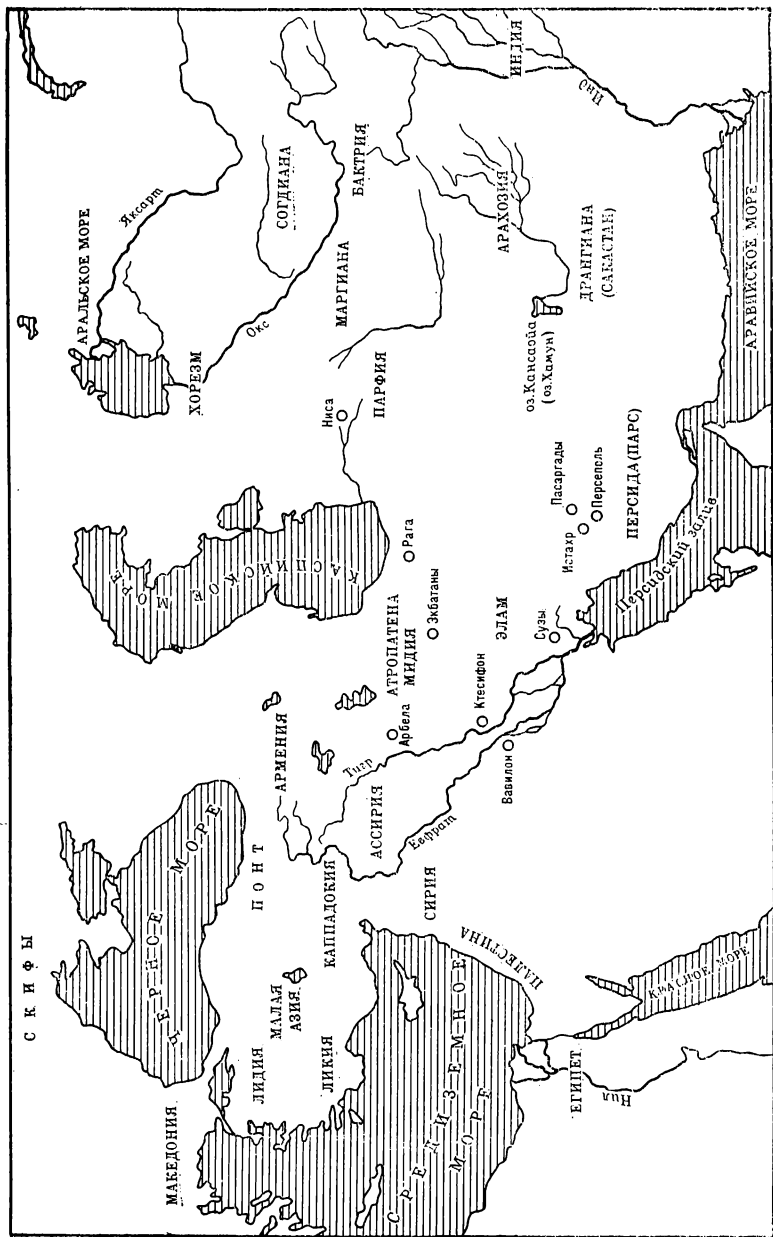 СКИФЫ
МАКЕДОНИЯ
ЧЕРНОЕ МОРЕ
АРАЛЬСКОЕ МОРЕ
Яксарт
ХОРЕЗМ
КАСПИЙСКОЕ
МОРЕ
ПОНТ
ЛИДИЯ
МАЛАЯ
АЗИЯ
АРМЕНИЯ
Окс
СОГДИАНА
ЛИКИЯ
КАППАДОКИЯ
Тигр
АССИРИЯ
Арбела
АТРОПАТЕНА
МИДИЯ
Рага
Экбатаны
Ниса
ПАРФИЯ
МАРГИАНА
БАКТРИЯ
СРЕДИЗЕМНОЕ
МОРЕ
СИРИЯ
Евфрат
Ктесифон
Вавилон
ЭЛАМ
Сузы
ПАЛЕСТИНА
ЕГИПЕТ
Нил
КРАСНОЕ МОРЕ
Пасаргады
Истахр
Персеполь
ПЕРСИДА (ПАРС)
Персидский залив
оз. Кансаойа
(оз. Хамун)
АРАХОЗИЯ
ДРАНГИАНА
(САКАСТАН)
ИНДИЯ
Инд
АРАВИЙСКОЕ МОРЕ